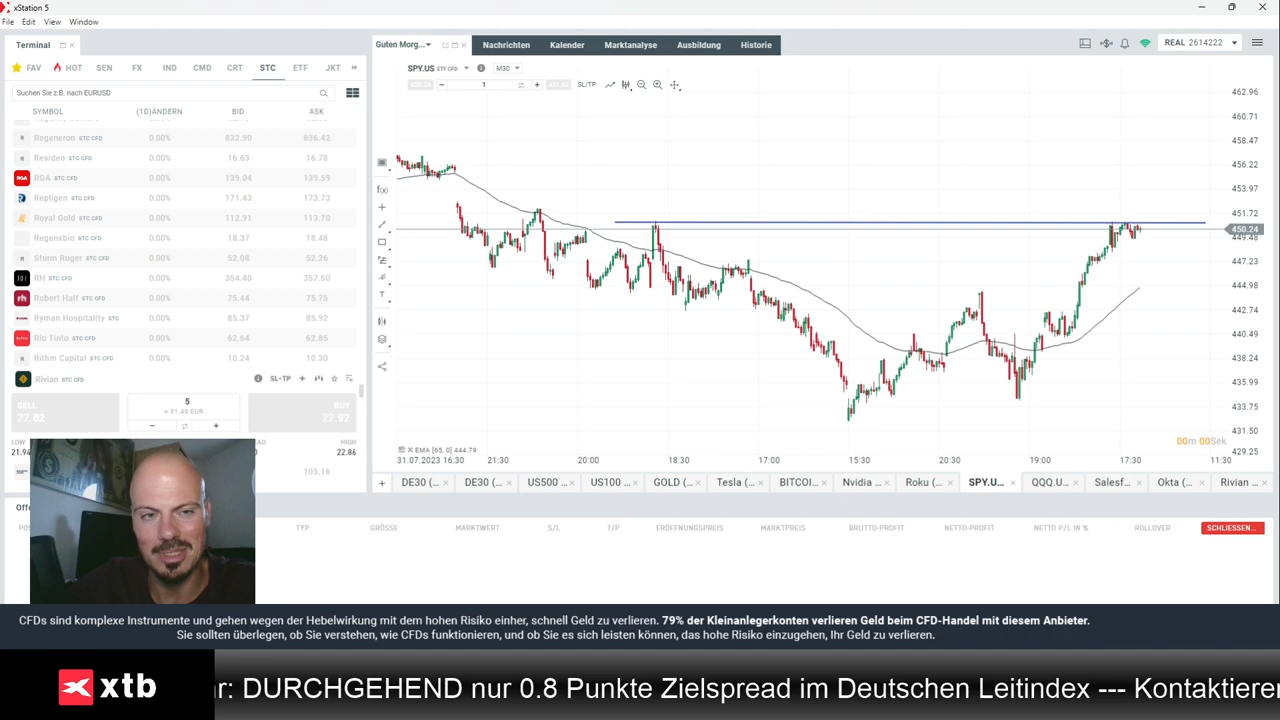 xStation 5
File Edit View Window
Terminal
Guten Morg...
Nachrichten Kalender Marktanalyse Ausbildung Historie
REAL 2614222
FAV HOT SEN FX IND CMD CRT STC ETF JKT
SPY.US ETF CFD M30
Suchen Sie z.B. nach EURUSD
1 SL/TP
SYMBOL (1D)ÄNDERN BID ASK
Regeneron STC CFD 0.00% 832.90 836.42
Resideo STC CFD 0.00% 16.63 16.78
RGA STC CFD 0.00% 139.04 139.59
Repligen STC CFD 0.00% 171.43 173.73
Royal Gold STC CFD 0.00% 112.91 113.70
Regenxbio STC CFD 0.00% 18.37 18.48
Sturm Ruger STC CFD 0.00% 52.08 52.26
RH STC CFD 0.00% 354.40 357.50
Robert Half STC CFD 0.00% 75.44 75.75
Ryman Hospitality STC 0.00% 85.37 85.92
Rio Tinto STC CFD 0.00% 62.64 62.85
Rithm Capital STC CFD 0.00% 10.24 10.30
Rivian STC CFD SL-TP
SELL 22.82
5
≈ 31.49 EUR
BUY 22.92
LOW HIGH
21.94 22.86
105.16
462.96
460.71
458.47
456.22
453.97
451.72
450.24
449.48
447.23
444.98
442.74
440.49
438.24
435.99
433.75
431.50
429.25
00m 00Sek
EMA [65, 0] 444.79
31.07.2023 16:30 21:30 20:00 18:30 17:00 15:30 20:30 19:00 17:30 11:30
DE30 (... DE30 (... US500 ... US100 ... GOLD (... Tesla (... BITCOI... Nvidia ... Roku (... SPY.U... QQQ.U... Salesf... Okta (... Rivian ...
TYP GRÖSSE MARKTWERT S/L T/P ERÖFFNUNGSPREIS MARKTPREIS BRUTTO-PROFIT NETTO-PROFIT NETTO P/L IN % ROLLOVER SCHLIESSEN...
CFDs sind komplexe Instrumente und gehen wegen der Hebelwirkung mit dem hohen Risiko einher, schnell Geld zu verlieren. 79% der Kleinanlegerkonten verlieren Geld beim CFD-Handel mit diesem Anbieter.
Sie sollten überlegen, ob Sie verstehen, wie CFDs funktionieren, und ob Sie es sich leisten können, das hohe Risiko einzugehen, Ihr Geld zu verlieren.
xtb
ar: DURCHGEHEND nur 0.8 Punkte Zielspread im Deutschen Leitindex --- Kontaktieren